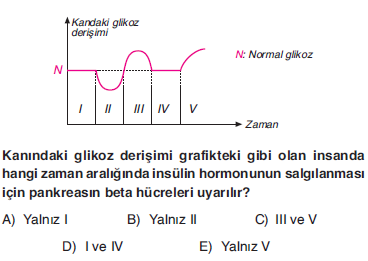 Kandaki glikoz
derişimi
N: Normal glikoz
N
I II III IV V
Zaman
Kanındaki glikoz derişimi grafikteki gibi olan insanda
hangi zaman aralığında insülin hormonunun salgılanması
için pankreasın beta hücreleri uyarılır?
A) Yalnız I B) Yalnız II C) III ve V
D) I ve IV E) Yalnız V